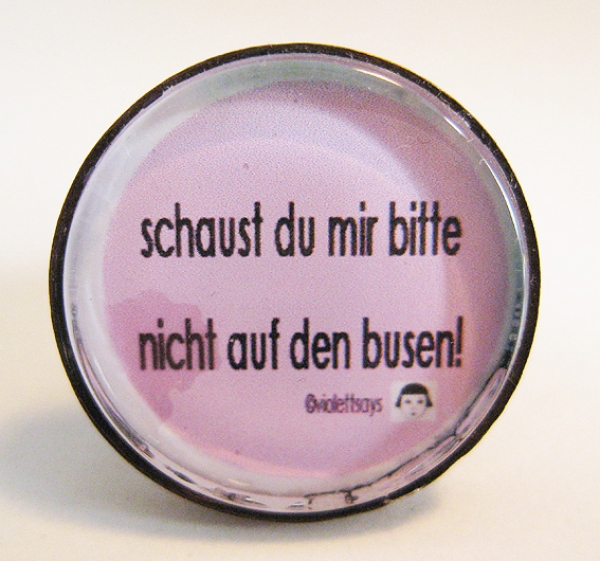 schaust du mir bitte
nicht auf den busen!
©violettsays